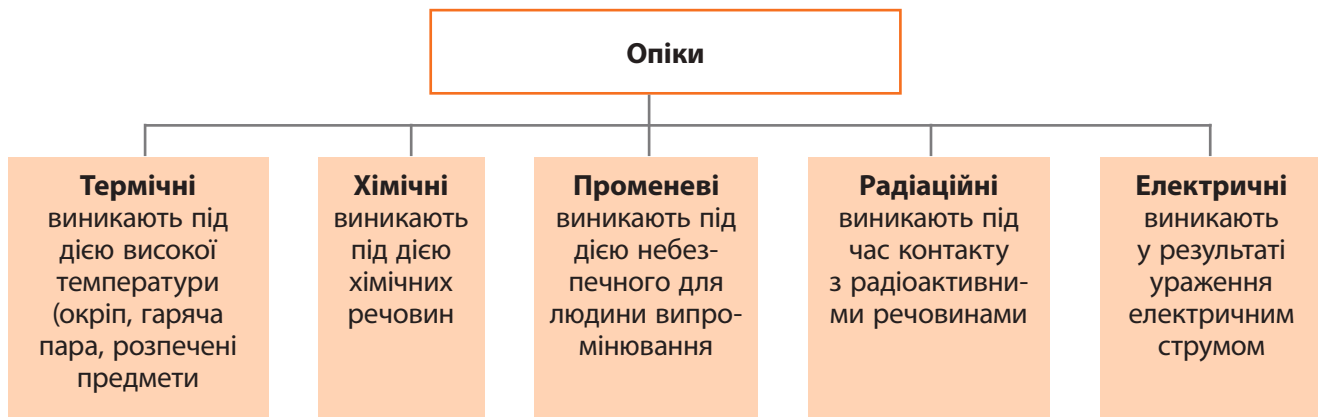 Опіки
Термічні
виникають під
дією високої
температури
(окріп, гаряча
пара, розпечені
предмети
Хімічні
виникають
під дією
хімічних
речовин
Променеві
виникають під
дією небез-
печного для
людини випро-
мінювання
Радіаційні
виникають під
час контакту
з радіоактивни-
ми речовинами
Електричні
виникають
у результаті
ураження
електричним
струмом